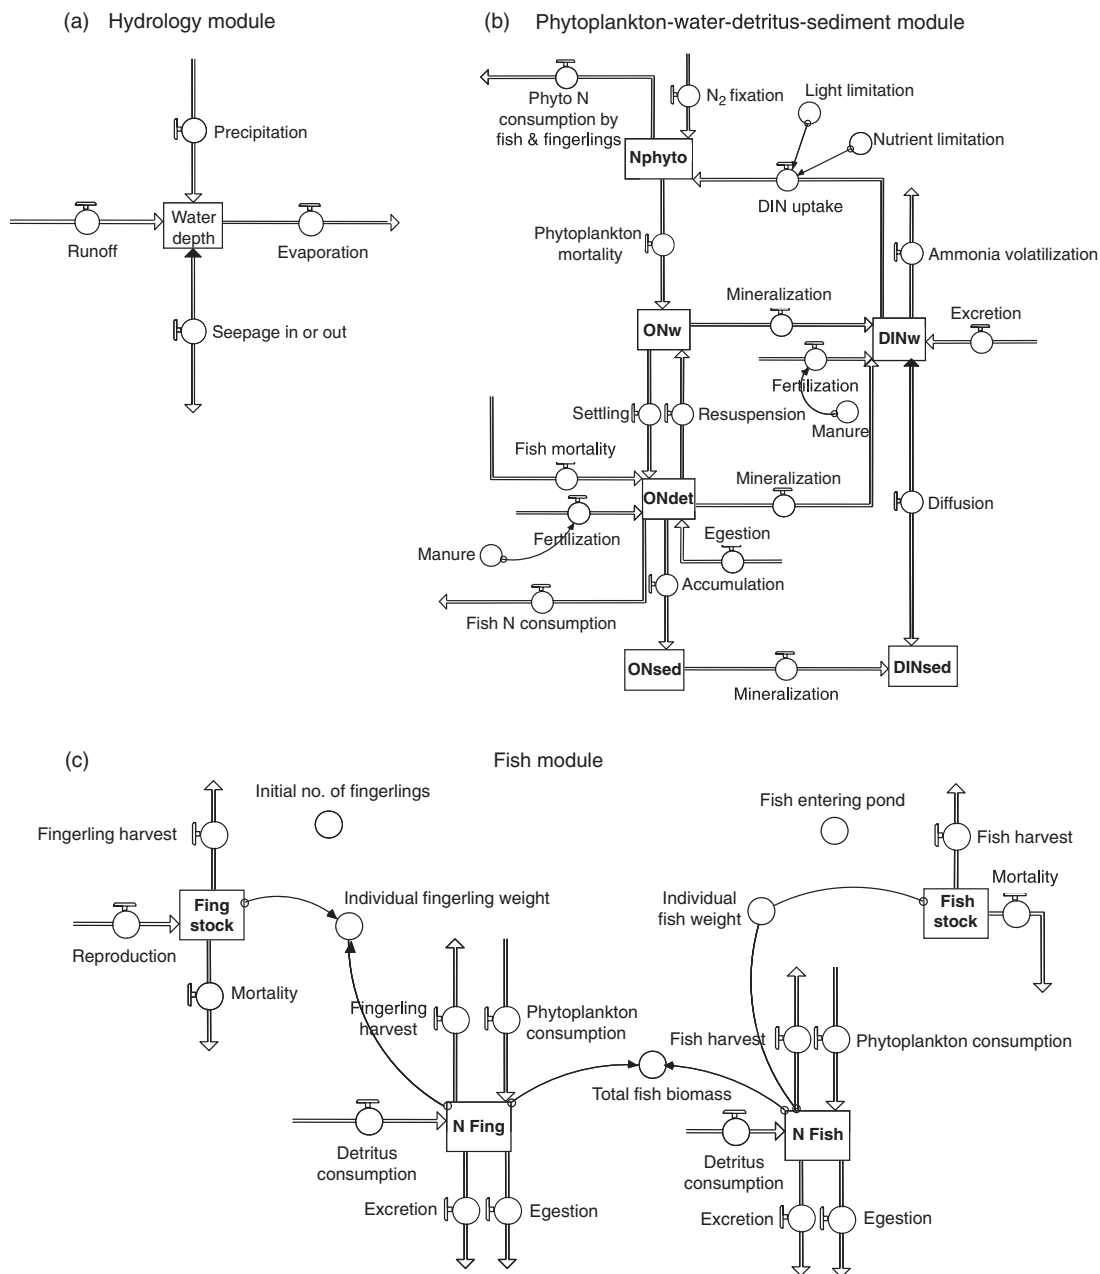 (a) Hydrology module
Precipitation
Water
depth
Runoff
Evaporation
Seepage in or out
(b) Phytoplankton-water-detritus-sediment module
Phyto N
consumption by
fish & fingerlings
N₂ fixation
Light limitation
Nutrient limitation
Nphyto
DIN uptake
Phytoplankton
mortality
Ammonia volatilization
Mineralization
ONw
DINw
Excretion
Fertilization
Manure
Settling
Resuspension
Fish mortality
Mineralization
ONdet
Diffusion
Fertilization
Manure
Egestion
Accumulation
Fish N consumption
ONsed
DINsed
Mineralization
(c) Fish module
Initial no. of fingerlings
Fish entering pond
Fingerling harvest
Fish harvest
Fing
stock
Individual fingerling weight
Individual
fish weight
Mortality
Fish
stock
Reproduction
Mortality
Fingerling
harvest
Phytoplankton
consumption
Fish harvest
Phytoplankton consumption
Total fish biomass
N Fing
N Fish
Detritus
consumption
Detritus
consumption
Excretion
Egestion
Excretion
Egestion